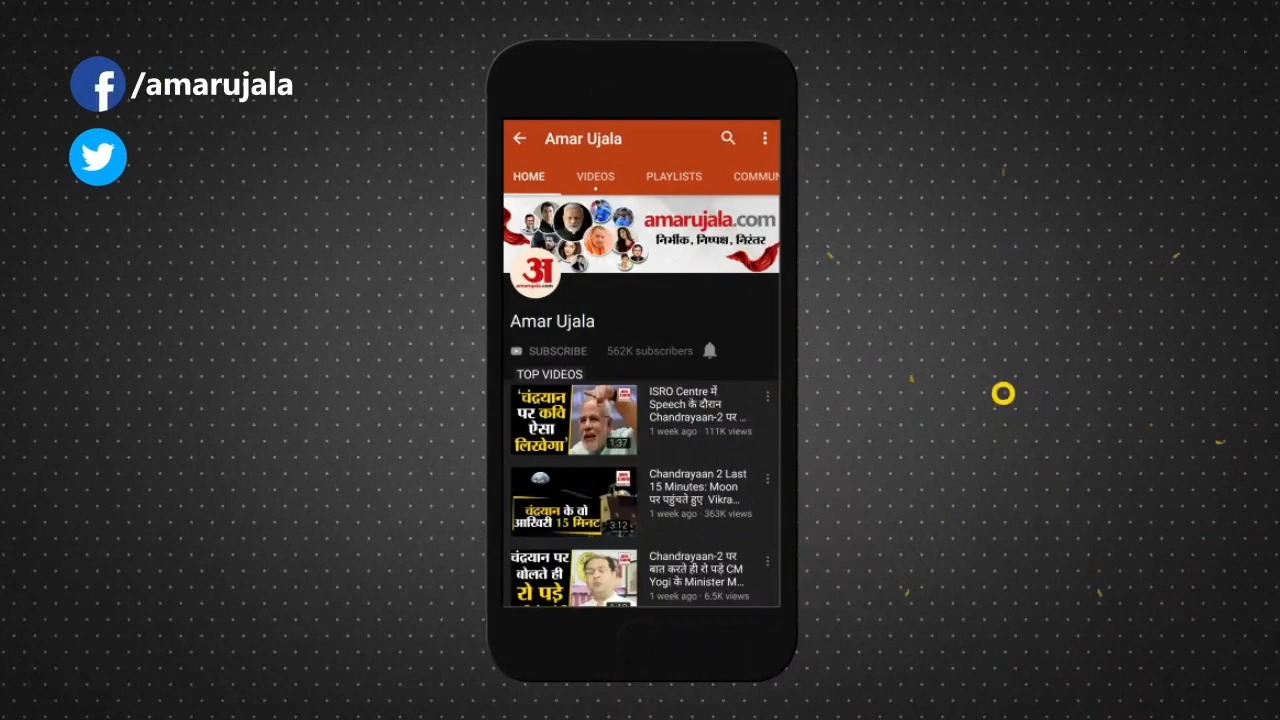 /amarujala
Amar Ujala
HOME VIDEOS PLAYLISTS COMMUN
amarujala.com
निर्भीक, निष्पक्ष, निरंतर
अ
amarujala.com
Amar Ujala
SUBSCRIBE 562K subscribers
TOP VIDEOS
'चंद्रयान
पर कवि
ऐसा
लिखेगा'
1:37
ISRO Centre में
Speech के दौरान
Chandrayaan-2 पर ...
1 week ago · 111K views
चंद्रयान के वो
आखिरी 15 मिनट
3:12
Chandrayaan 2 Last
15 Minutes: Moon
पर पहुंचते हुए Vikra...
1 week ago · 363K views
चंद्रयान पर
बोलते ही
रो पड़े
Chandrayaan-2 पर
बात करते ही रो पड़े CM
Yogi के Minister M...
1 week ago · 6.5K views